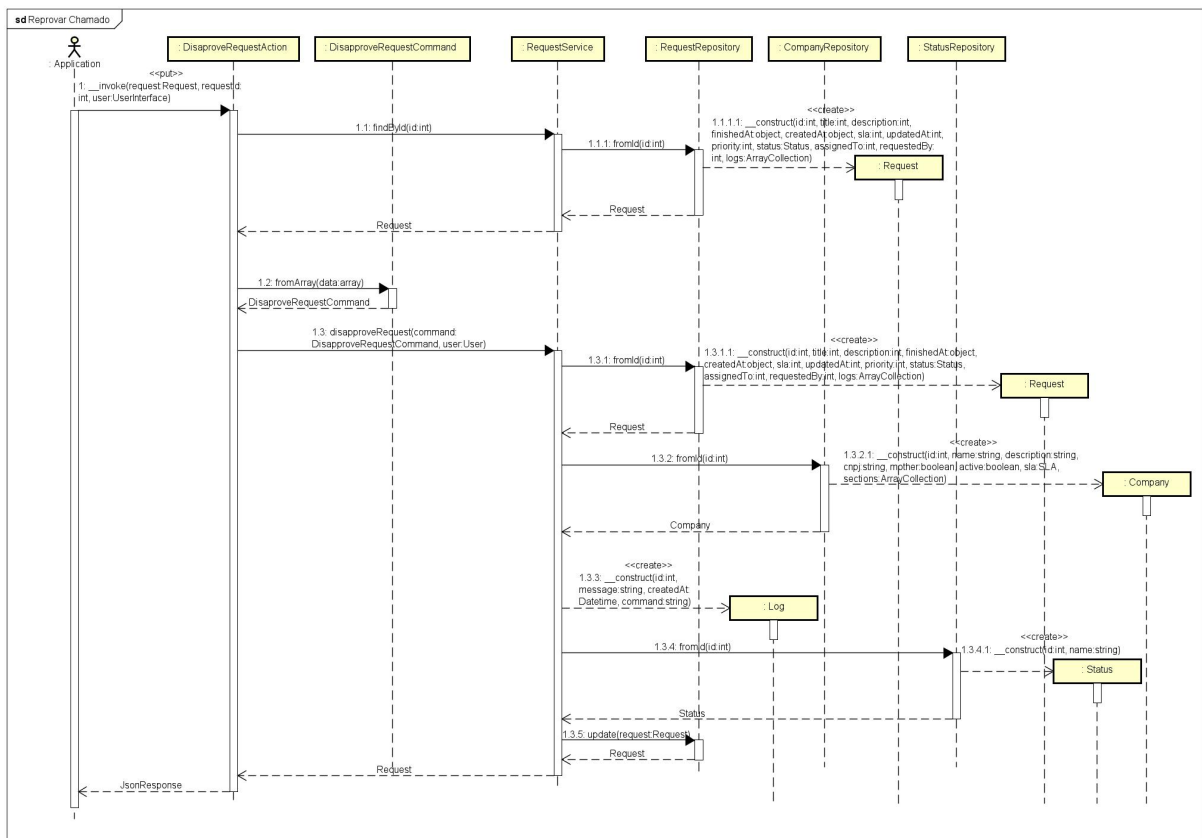 sd Reprovar Chamado
: DisaproveRequestAction
: DisapproveRequestCommand
: RequestService
: RequestRepository
: CompanyRepository
: StatusRepository
: Application
<<put>>
1: __invoke(request:Request, requestId:
int, user:UserInterface)
1.1: findById(id:int)
1.1.1: fromId(id:int)
<<create>>
1.1.1.1: __construct(id:int, title:int, description:int,
finishedAt:object, createdAt:object, sla:int, updatedAt:int,
priority:int, status:Status, assignedTo:int, requestedBy:
int, logs:ArrayCollection)
: Request
Request
Request
1.2: fromArray(data:array)
DisaproveRequestCommand
1.3: disapproveRequest(command:
DisapproveRequestCommand, user:User)
1.3.1: fromId(id:int)
<<create>>
1.3.1.1: __construct(id:int, title:int, description:int, finishedAt:object,
createdAt:object, sla:int, updatedAt:int, priority:int, status:Status,
assignedTo:int, requestedBy:int, logs:ArrayCollection)
: Request
Request
1.3.2: fromId(id:int)
<<create>>
1.3.2.1: __construct(id:int, name:string, description:string,
cnpj:string, mother:boolean, active:boolean, sla:SLA,
sections:ArrayCollection)
: Company
Company
<<create>>
1.3.3: __construct(id:int,
message:string, createdAt:
Datetime, command:string)
: Log
1.3.4: fromId(id:int)
<<create>>
1.3.4.1: __construct(id:int, name:string)
: Status
Status
1.3.5: update(request:Request)
Request
Request
JsonResponse